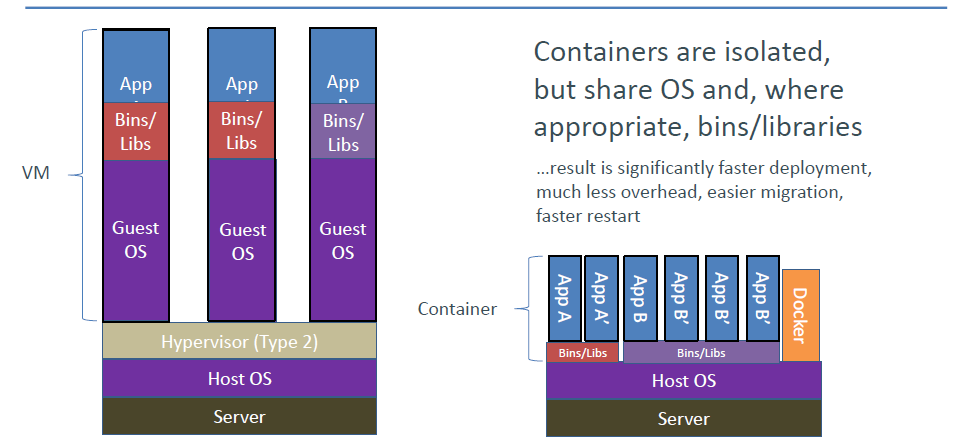 VM
App
Bins/
Libs
Guest
OS
App
Bins/
Libs
Guest
OS
App
Bins/
Libs
Guest
OS
Hypervisor (Type 2)
Host OS
Server
Containers are isolated,
but share OS and, where
appropriate, bins/libraries
…result is significantly faster deployment,
much less overhead, easier migration,
faster restart
Container
App A
App A’
App B
App B’
App B’
App B’
Docker
Bins/Libs
Bins/Libs
Host OS
Server